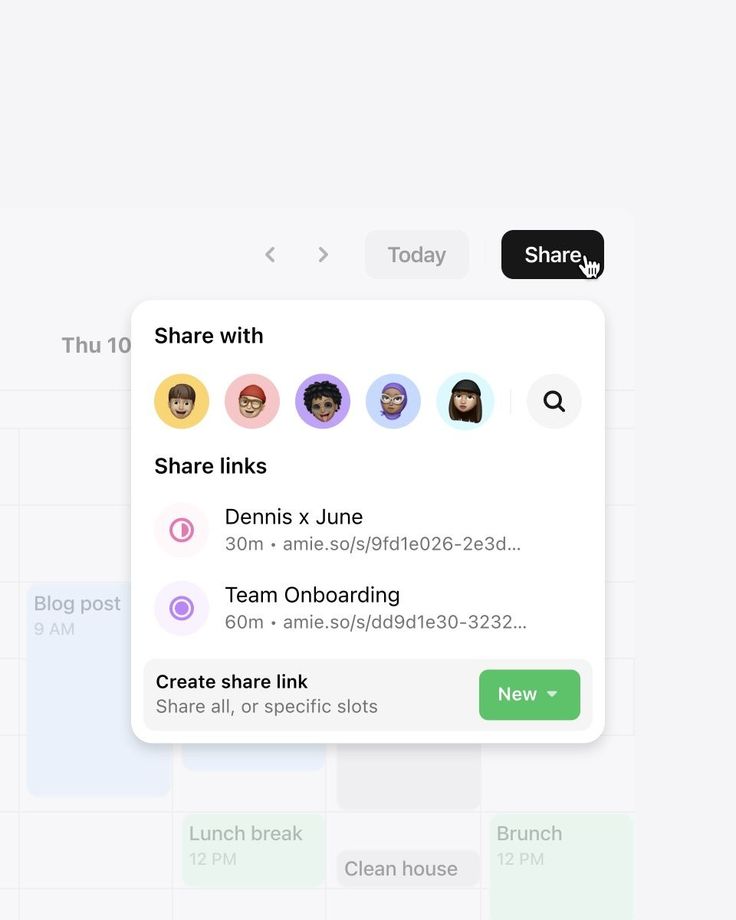 Today
Share
Thu 10
Share with
Share links
Dennis x June
30m • amie.so/s/9fd1e026-2e3d...
Team Onboarding
60m • amie.so/s/dd9d1e30-3232...
Blog post
9 AM
Create share link
Share all, or specific slots
New
Lunch break
12 PM
Brunch
12 PM
Clean house